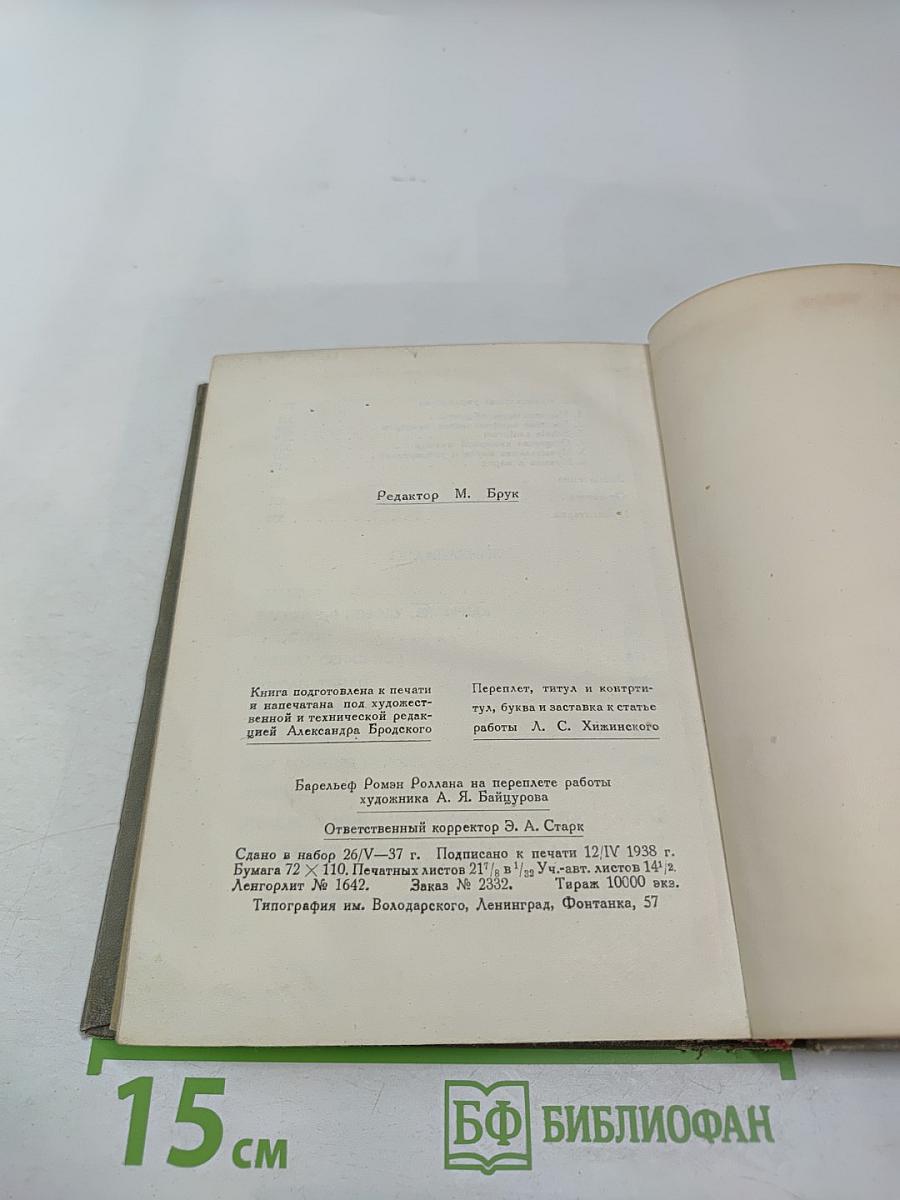 Редактор М. Брук
Книга подготовлена к печати
и напечатана под художест-
венной и технической редак-
цией Александра Бродского
Переплет, титул и контрти-
тул, буква и заставка к статье
работы Л. С. Хижинского
Барельеф Ромэн Роллана на переплете работы
художника А. Я. Байцурова
Ответственный корректор Э. А. Старк
Сдано в набор 26/V—37 г. Подписано к печати 12/IV 1938 г.
Бумага 72 × 110. Печатных листов 21⁷/₈ в ¹/₃₂ Уч.-авт. листов 14¹/₂.
Ленгорлит № 1642. Заказ № 2332. Тираж 10000 экз.
Типография им. Володарского, Ленинград, Фонтанка, 57
15 см
БФ БИБЛИОФАН